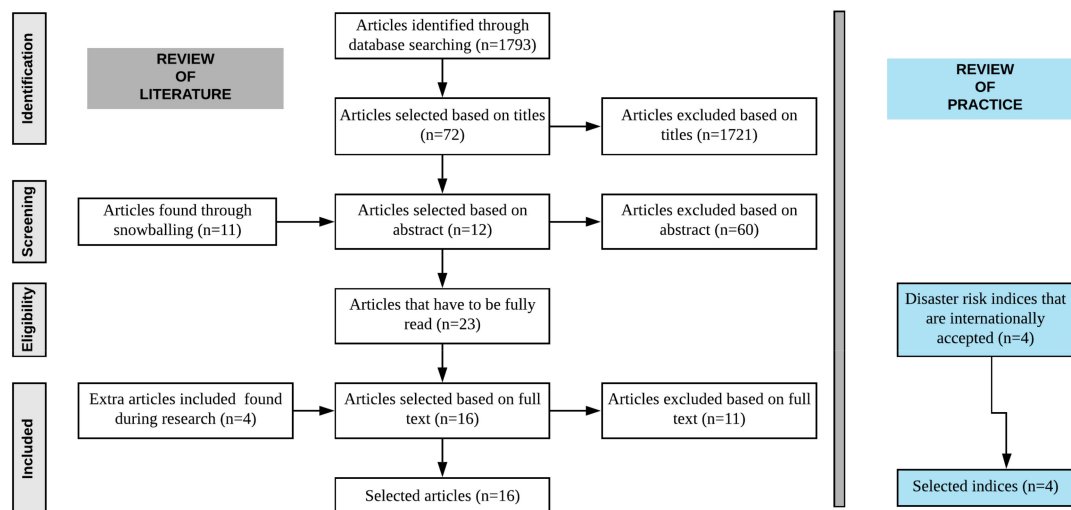 Identification
REVIEW
OF
LITERATURE
Articles identified through
database searching (n=1793)
Articles selected based on titles
(n=72)
Articles excluded based on
titles (n=1721)
REVIEW
OF
PRACTICE
Screening
Articles found through
snowballing (n=11)
Articles selected based on
abstract (n=12)
Articles excluded based on
abstract (n=60)
Eligibility
Articles that have to be fully
read (n=23)
Disaster risk indices that
are internationally
accepted (n=4)
Included
Extra articles included found
during research (n=4)
Articles selected based on full
text (n=16)
Articles excluded based on full
text (n=11)
Selected articles (n=16)
Selected indices (n=4)